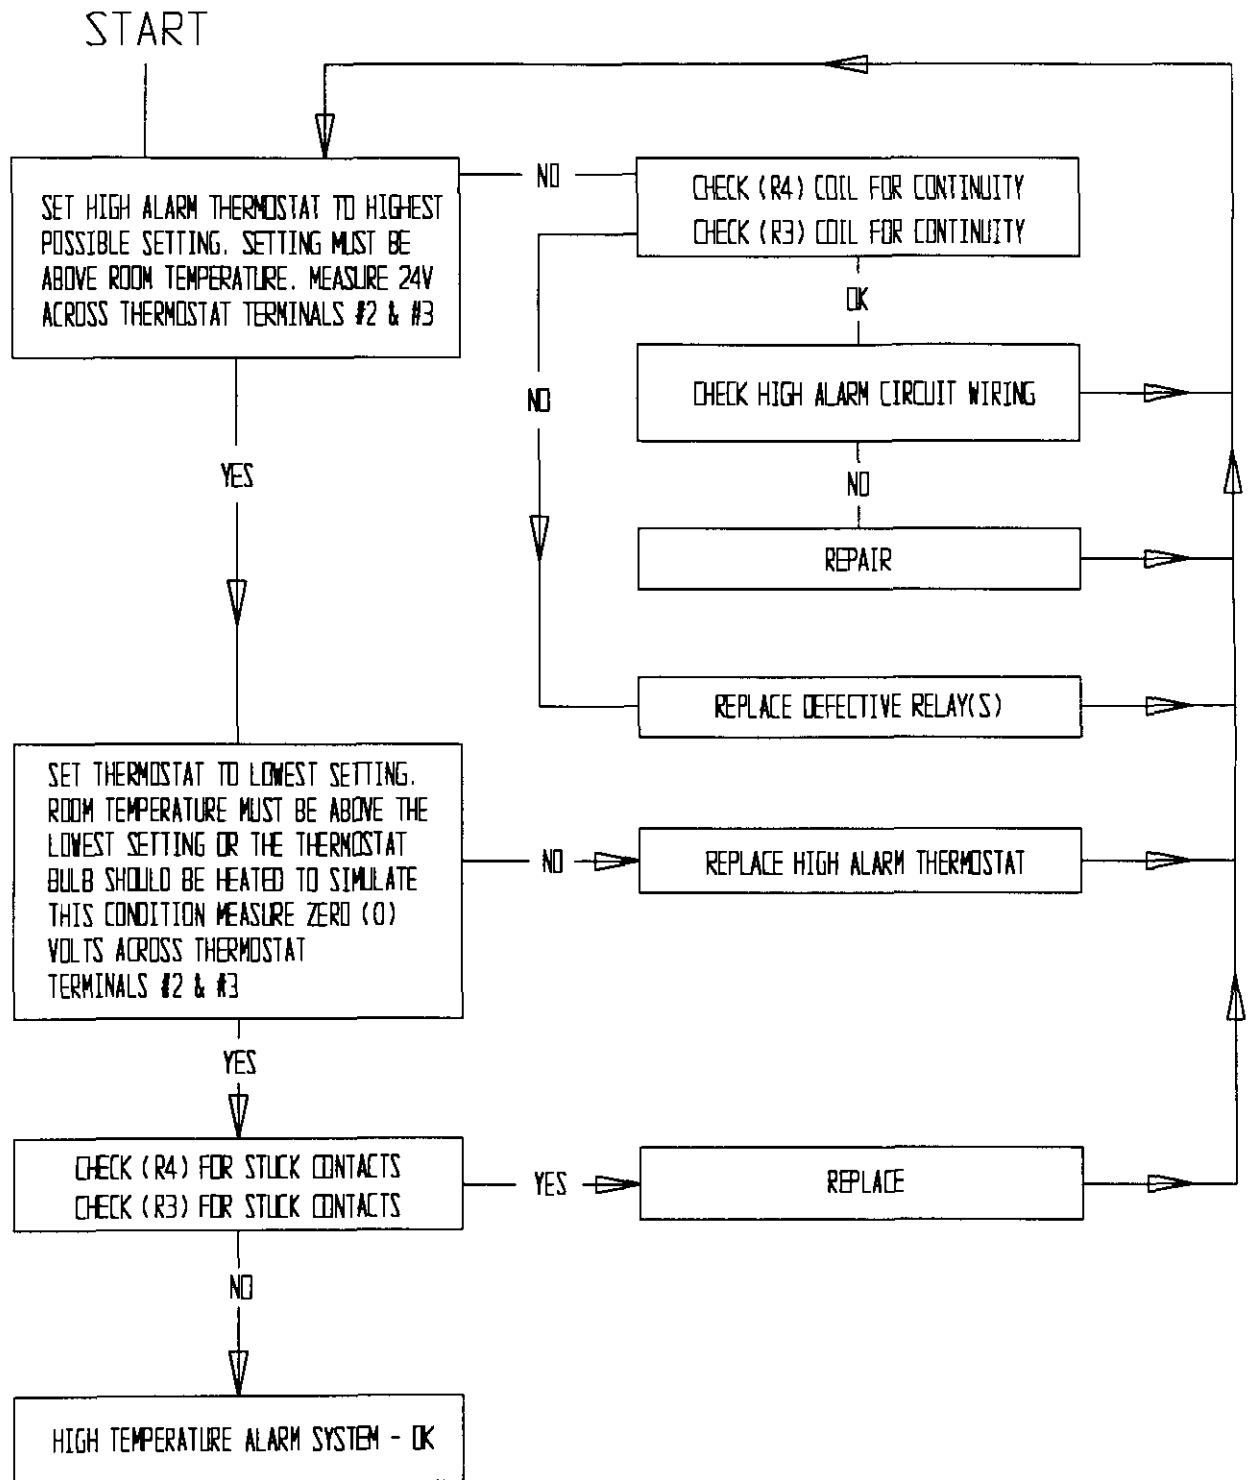 START
SET HIGH ALARM THERMOSTAT TO HIGHEST
POSSIBLE SETTING. SETTING MUST BE
ABOVE ROOM TEMPERATURE. MEASURE 24V
ACROSS THERMOSTAT TERMINALS #2 & #3
NO
CHECK (R4) COIL FOR CONTINUITY
CHECK (R3) COIL FOR CONTINUITY
OK
NO
CHECK HIGH ALARM CIRCUIT WIRING
YES
NO
REPAIR
REPLACE DEFECTIVE RELAY(S)
SET THERMOSTAT TO LOWEST SETTING.
ROOM TEMPERATURE MUST BE ABOVE THE
LOWEST SETTING OR THE THERMOSTAT
BULB SHOULD BE HEATED TO SIMULATE
THIS CONDITION MEASURE ZERO (0)
VOLTS ACROSS THERMOSTAT
TERMINALS #2 & #3
NO
REPLACE HIGH ALARM THERMOSTAT
YES
CHECK (R4) FOR STUCK CONTACTS
CHECK (R3) FOR STUCK CONTACTS
YES
REPLACE
NO
HIGH TEMPERATURE ALARM SYSTEM - OK